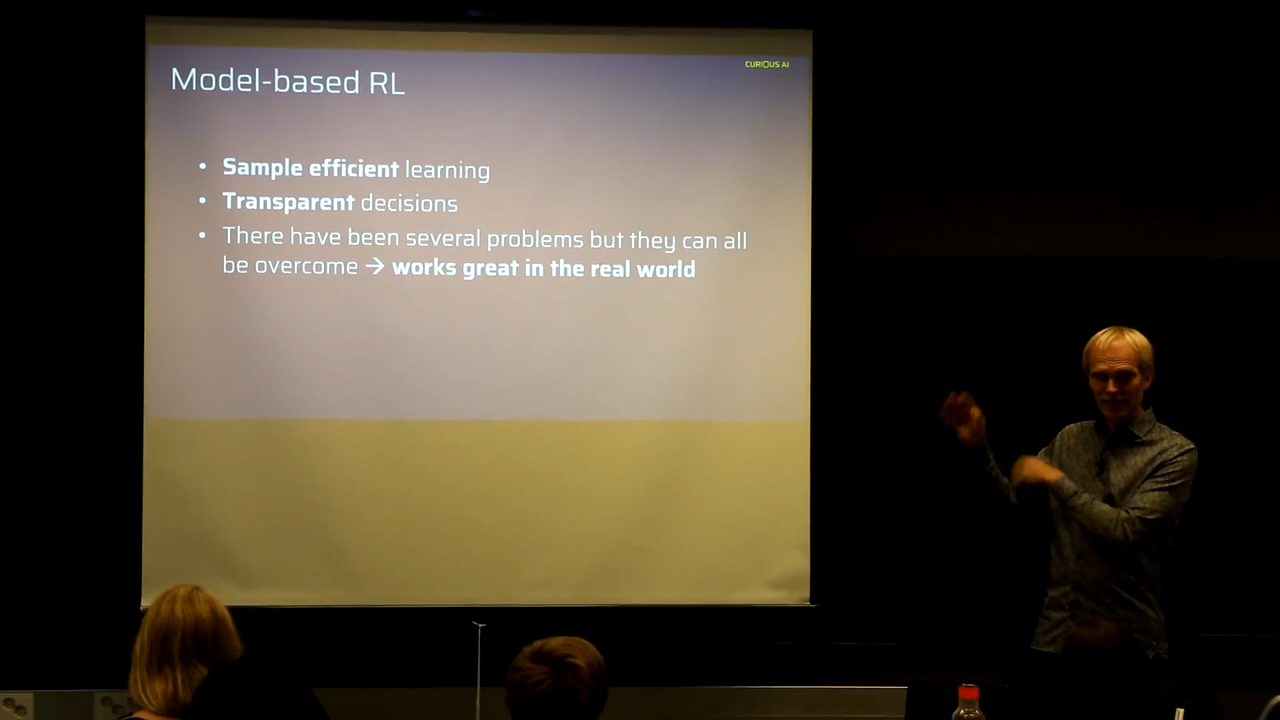 CURIOUS AI
Model-based RL
• Sample efficient learning
• Transparent decisions
• There have been several problems but they can all
be overcome → works great in the real world